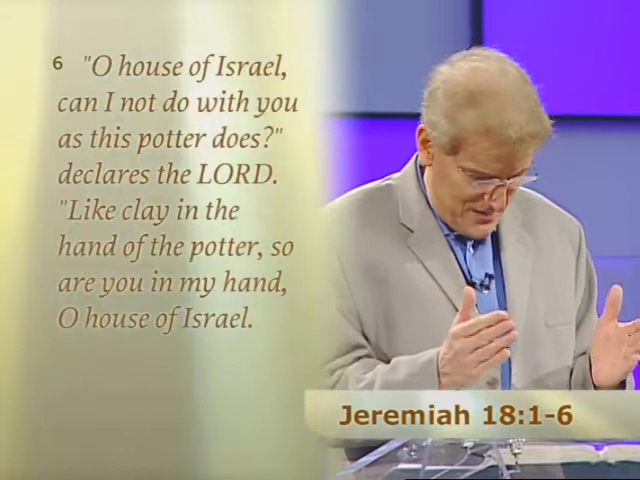 6 "O house of Israel,
can I not do with you
as this potter does?"
declares the LORD.
"Like clay in the
hand of the potter, so
are you in my hand,
O house of Israel.
Jeremiah 18:1-6